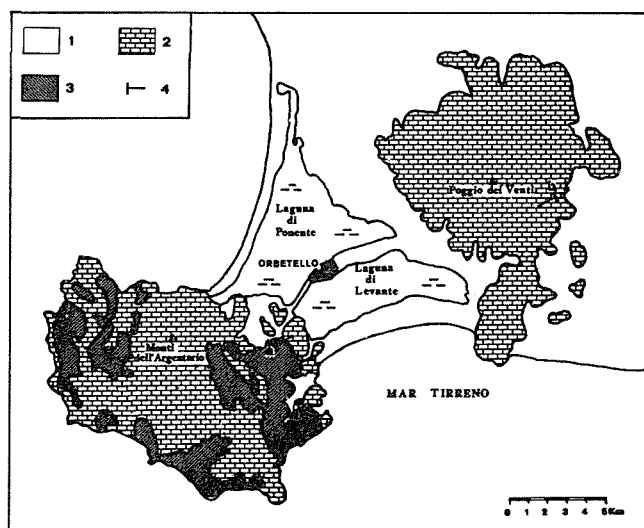 1 2
3 4
Laguna
di
Ponente
Poggio dei Venti
ORBETELLO
Laguna
di
Levante
Monti
dell'Argentario
MAR TIRRENO
0 1 2 3 4 5Km